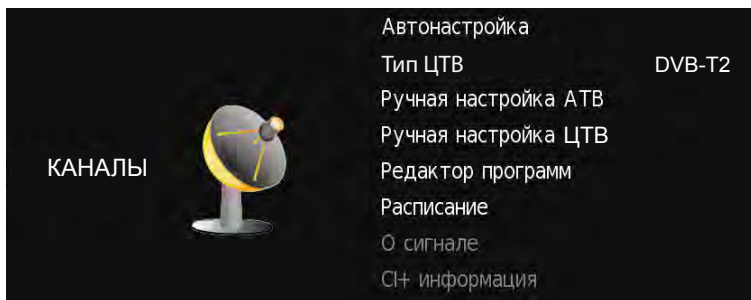 КАНАЛЫ
Автонастройка
Тип ЦТВ DVB-T2
Ручная настройка АТВ
Ручная настройка ЦТВ
Редактор программ
Расписание
О сигнале
CI+ информация